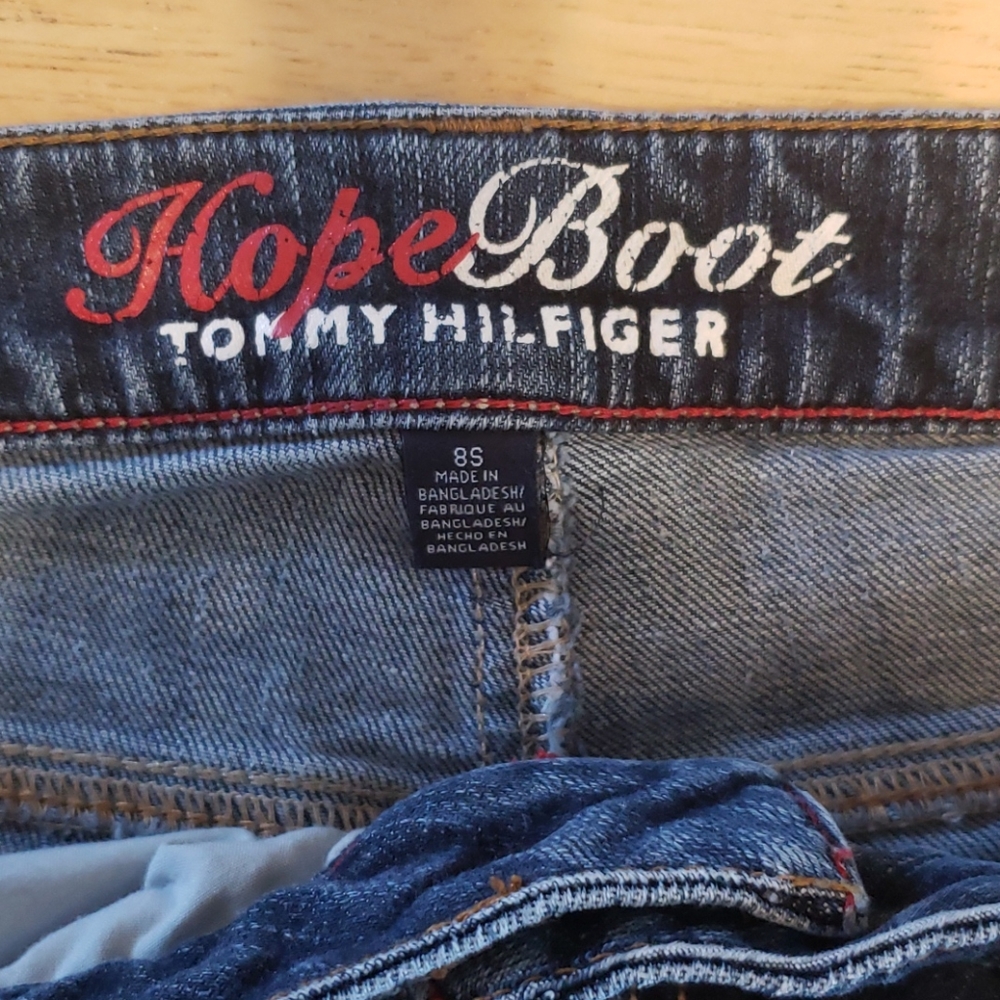 Hope Boot
TOMMY HILFIGER
8S
MADE IN
BANGLADESH/
FABRIQUE AU
BANGLADESH/
HECHO EN
BANGLADESH